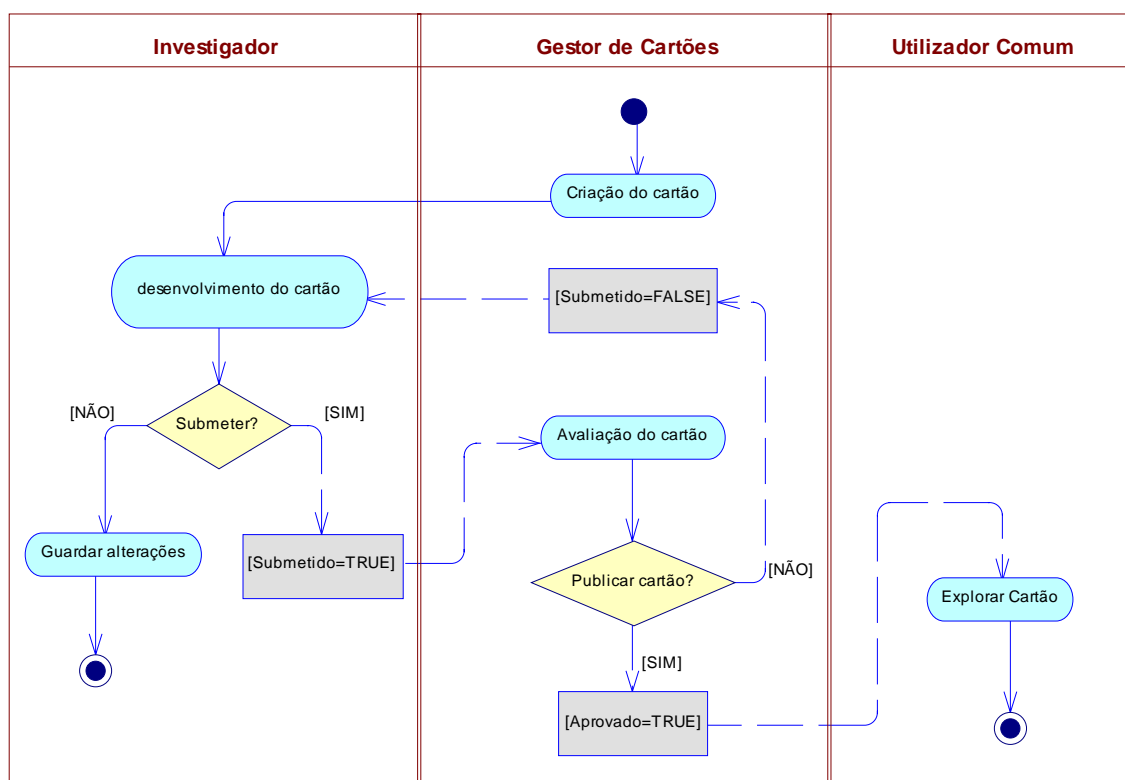 Investigador
Gestor de Cartões
Utilizador Comum
Criação do cartão
desenvolvimento do cartão
[Submetido=FALSE]
[NÃO]
Submeter?
[SIM]
Avaliação do cartão
Guardar alterações
[Submetido=TRUE]
Publicar cartão?
[NÃO]
Explorar Cartão
[SIM]
[Aprovado=TRUE]